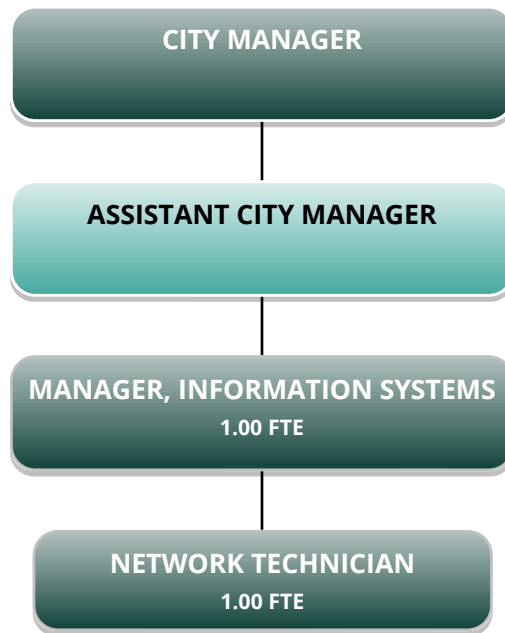 CITY MANAGER
ASSISTANT CITY MANAGER
MANAGER, INFORMATION SYSTEMS
1.00 FTE
NETWORK TECHNICIAN
1.00 FTE